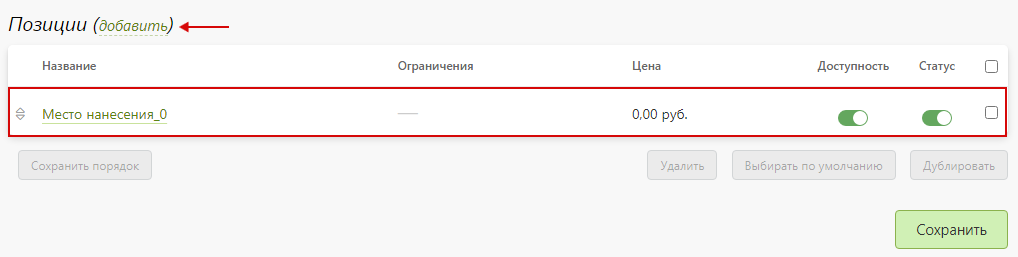 Позиции (добавить)
Название Ограничения Цена Доступность Статус
Место нанесения_0 — 0,00 руб.
Сохранить порядок Удалить Выбирать по умолчанию Дублировать
Сохранить